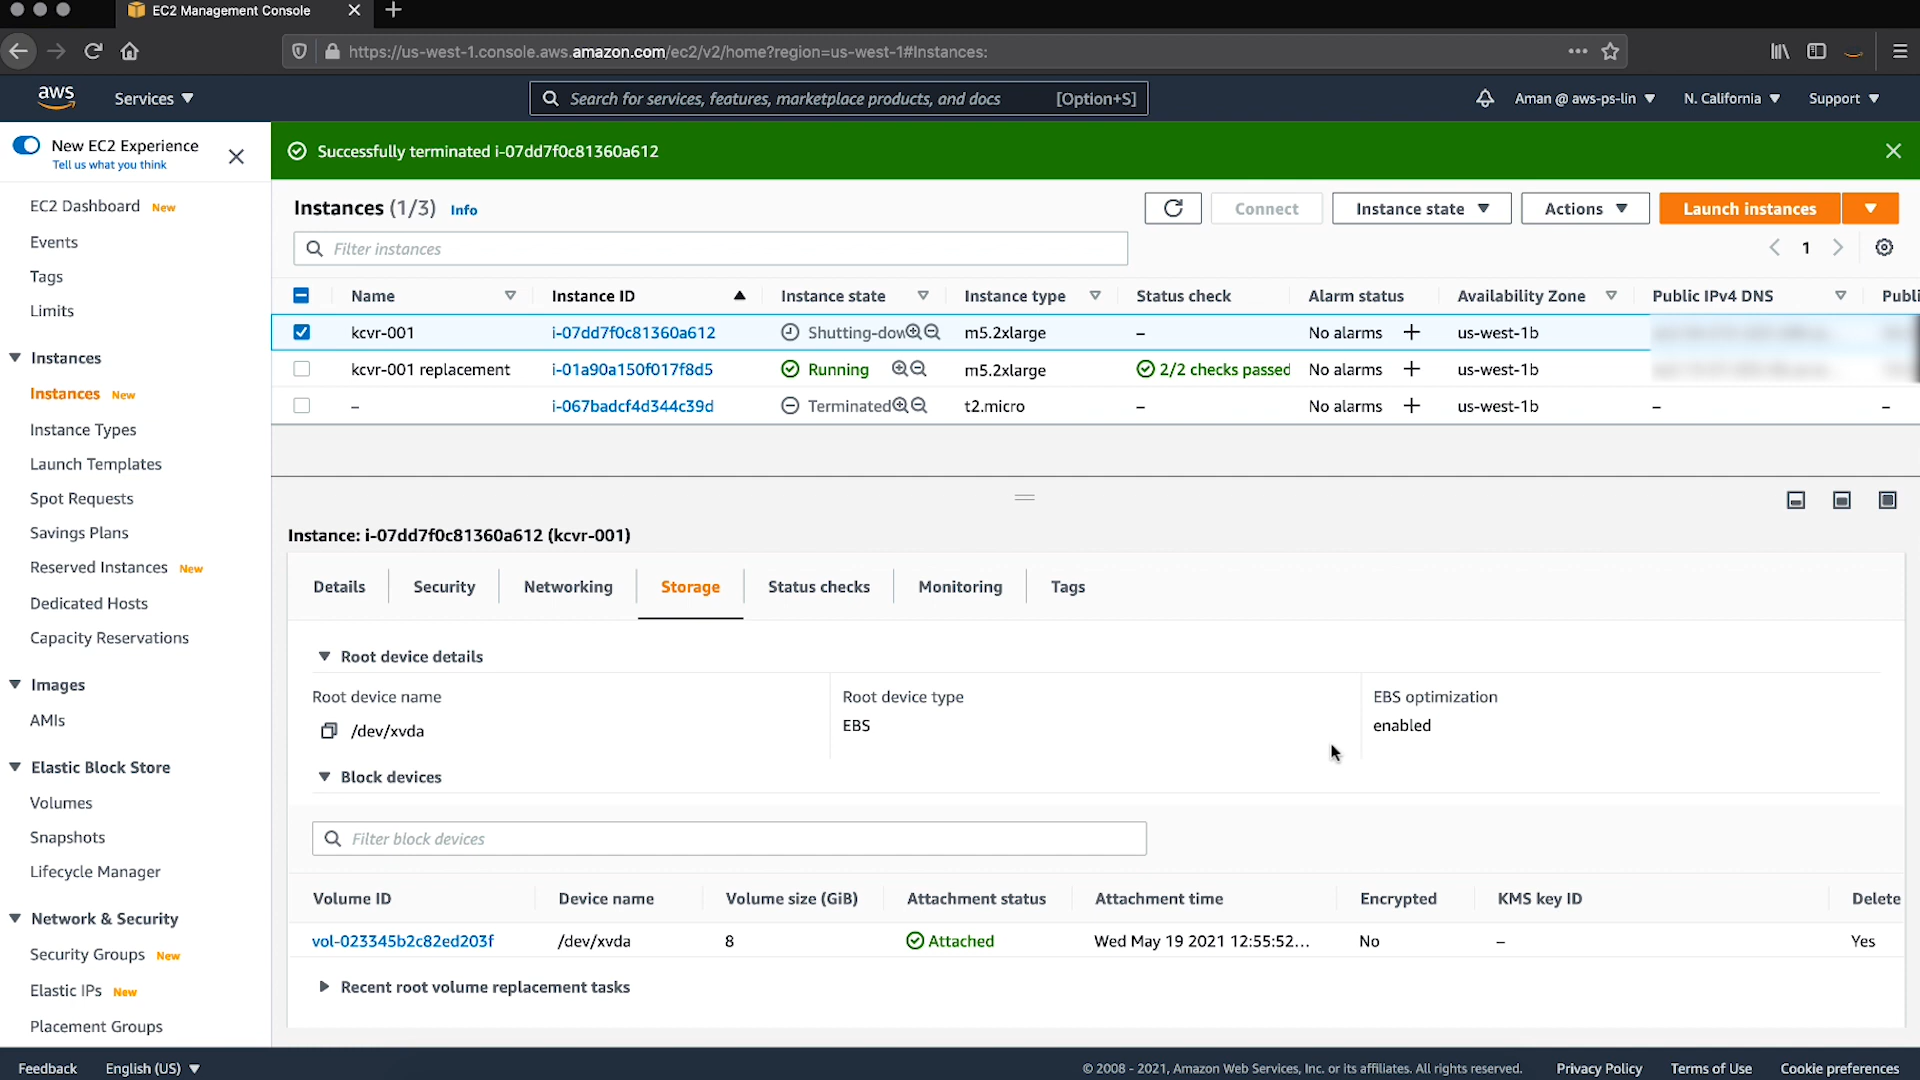 EC2 Management Console
https://us-west-1.console.aws.amazon.com/ec2/v2/home?region=us-west-1#Instances:
aws Services Search for services, features, marketplace products, and docs [Option+S] Aman @ aws-ps-lin N. California Support
New EC2 Experience
Tell us what you think
EC2 Dashboard New
Events
Tags
Limits
Instances
Instances New
Instance Types
Launch Templates
Spot Requests
Savings Plans
Reserved Instances New
Dedicated Hosts
Capacity Reservations
Images
AMIs
Elastic Block Store
Volumes
Snapshots
Lifecycle Manager
Network & Security
Security Groups New
Elastic IPs New
Placement Groups
Successfully terminated i-07dd7f0c81360a612
Instances (1/3) Info Connect Instance state Actions Launch instances
Filter instances 1
Name Instance ID Instance state Instance type Status check Alarm status Availability Zone Public IPv4 DNS Publi
kcvr-001 i-07dd7f0c81360a612 Shutting-dow m5.2xlarge – No alarms + us-west-1b
kcvr-001 replacement i-01a90a150f017f8d5 Running m5.2xlarge 2/2 checks passed No alarms + us-west-1b
– i-067badcf4d344c39d Terminated t2.micro – No alarms + us-west-1b – –
Instance: i-07dd7f0c81360a612 (kcvr-001)
Details Security Networking Storage Status checks Monitoring Tags
Root device details
Root device name Root device type EBS optimization
/dev/xvda EBS enabled
Block devices
Filter block devices
Volume ID Device name Volume size (GiB) Attachment status Attachment time Encrypted KMS key ID Delete
vol-023345b2c82ed203f /dev/xvda 8 Attached Wed May 19 2021 12:55:52... No – Yes
Recent root volume replacement tasks
Feedback English (US) © 2008 - 2021, Amazon Web Services, Inc. or its affiliates. All rights reserved. Privacy Policy Terms of Use Cookie preferences